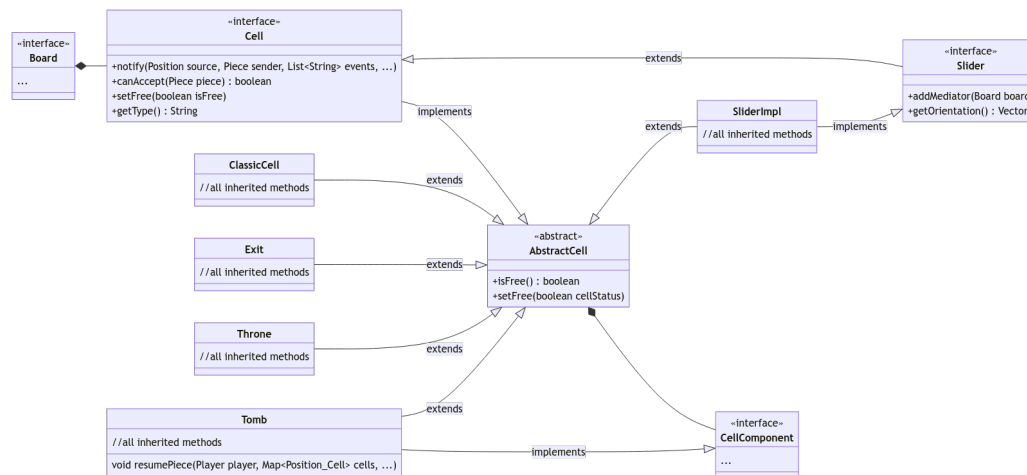 «interface»
Board
...
«interface»
Cell
+notify(Position source, Piece sender, List<String> events, ...)
+canAccept(Piece piece) : boolean
+setFree(boolean isFree)
+getType() : String
extends
«interface»
Slider
+addMediator(Board board
+getOrientation() : Vector
implements
SliderImpl
//all inherited methods
extends
implements
ClassicCell
//all inherited methods
extends
«abstract»
AbstractCell
+isFree() : boolean
+setFree(boolean cellStatus)
Exit
//all inherited methods
extends
Throne
//all inherited methods
extends
Tomb
//all inherited methods
void resumePiece(Player player, Map<Position_Cell> cells, ...)
extends
implements
«interface»
CellComponent
...